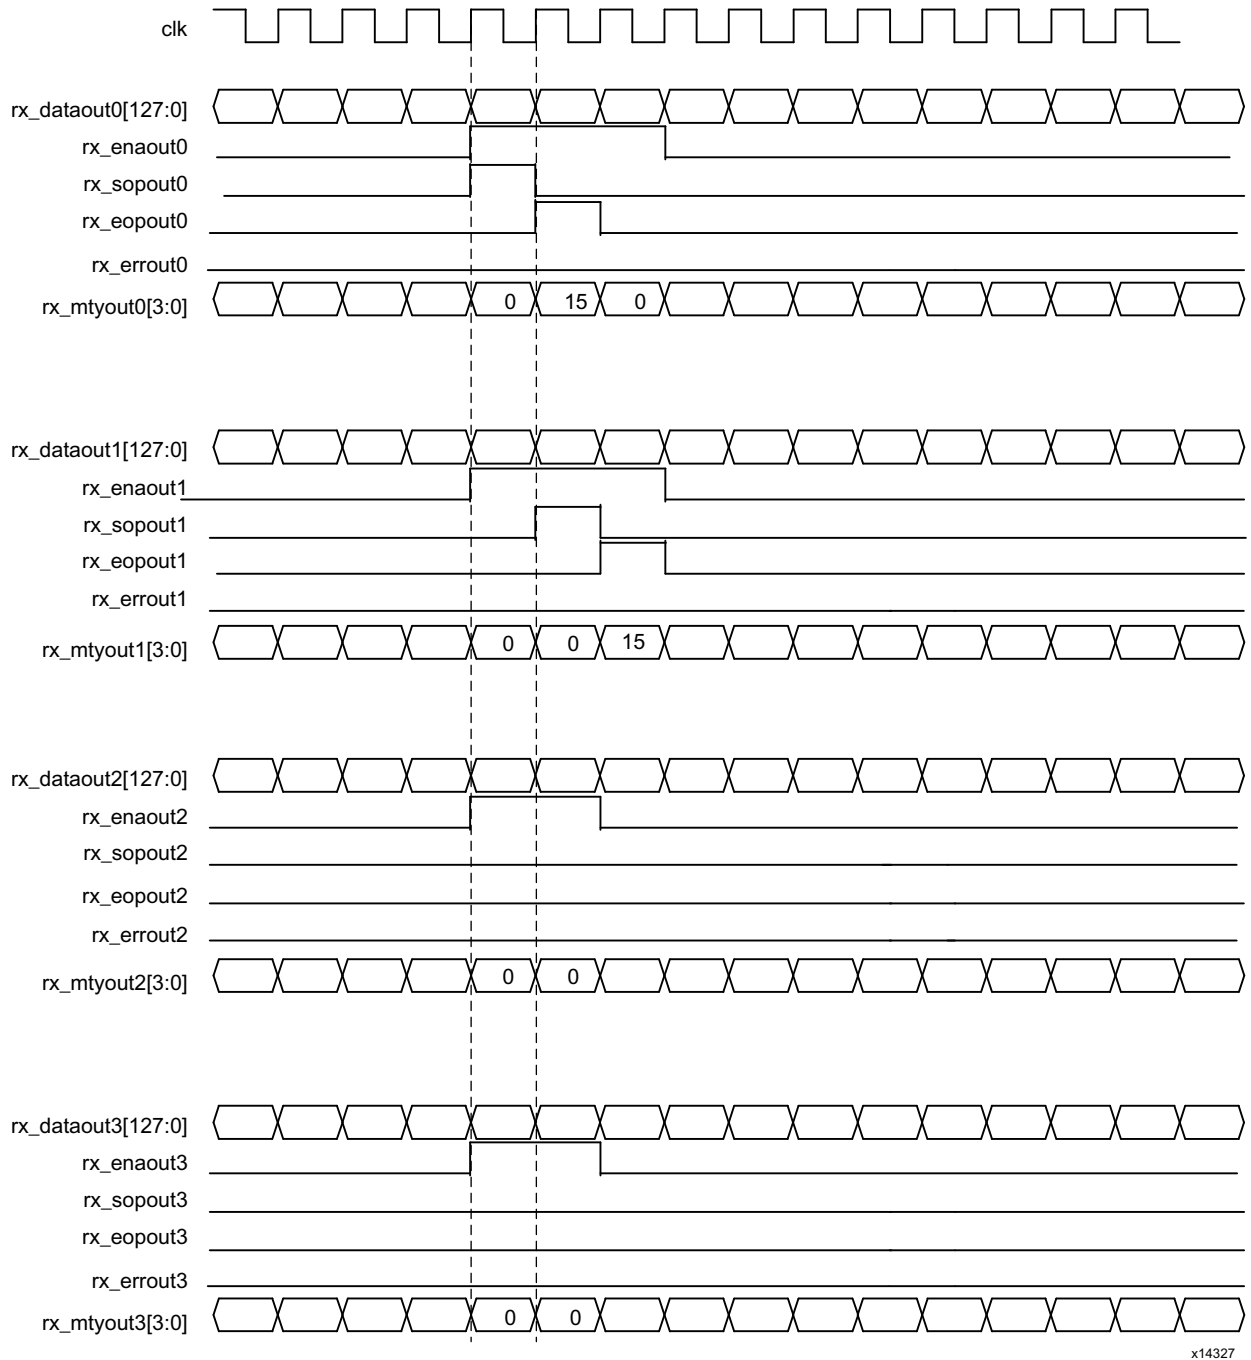 clk
rx_dataout0[127:0]
rx_enaout0
rx_sopout0
rx_eopout0
rx_errout0
rx_mtyout0[3:0] 0 15 0
rx_dataout1[127:0]
rx_enaout1
rx_sopout1
rx_eopout1
rx_errout1
rx_mtyout1[3:0] 0 0 15
rx_dataout2[127:0]
rx_enaout2
rx_sopout2
rx_eopout2
rx_errout2
rx_mtyout2[3:0] 0 0
rx_dataout3[127:0]
rx_enaout3
rx_sopout3
rx_eopout3
rx_errout3
rx_mtyout3[3:0] 0 0
x14327